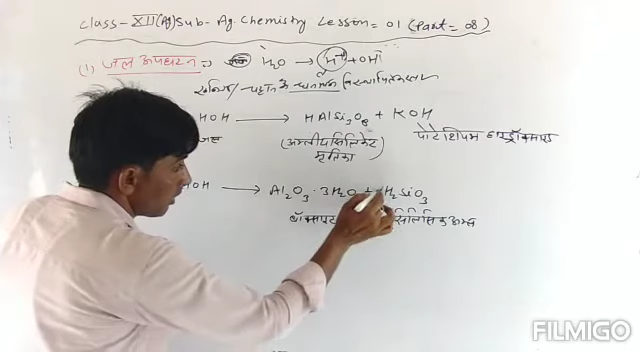 Class-XII(Ag)Sub-Ag.Chemistry Lesson=01 (Part=08)
(1) जल अपघटन :- H₂O → H⁺ + OH⁻
HOH → HAlSi₃O₈ + KOH
जल (अम्लीय सिलिकेट मृतिका) पोटेशियम हाइड्रॉक्साइड
HOH → Al₂O₃·3H₂O + H₂SiO₃
सिलिसिक अम्ल
FILMIGO